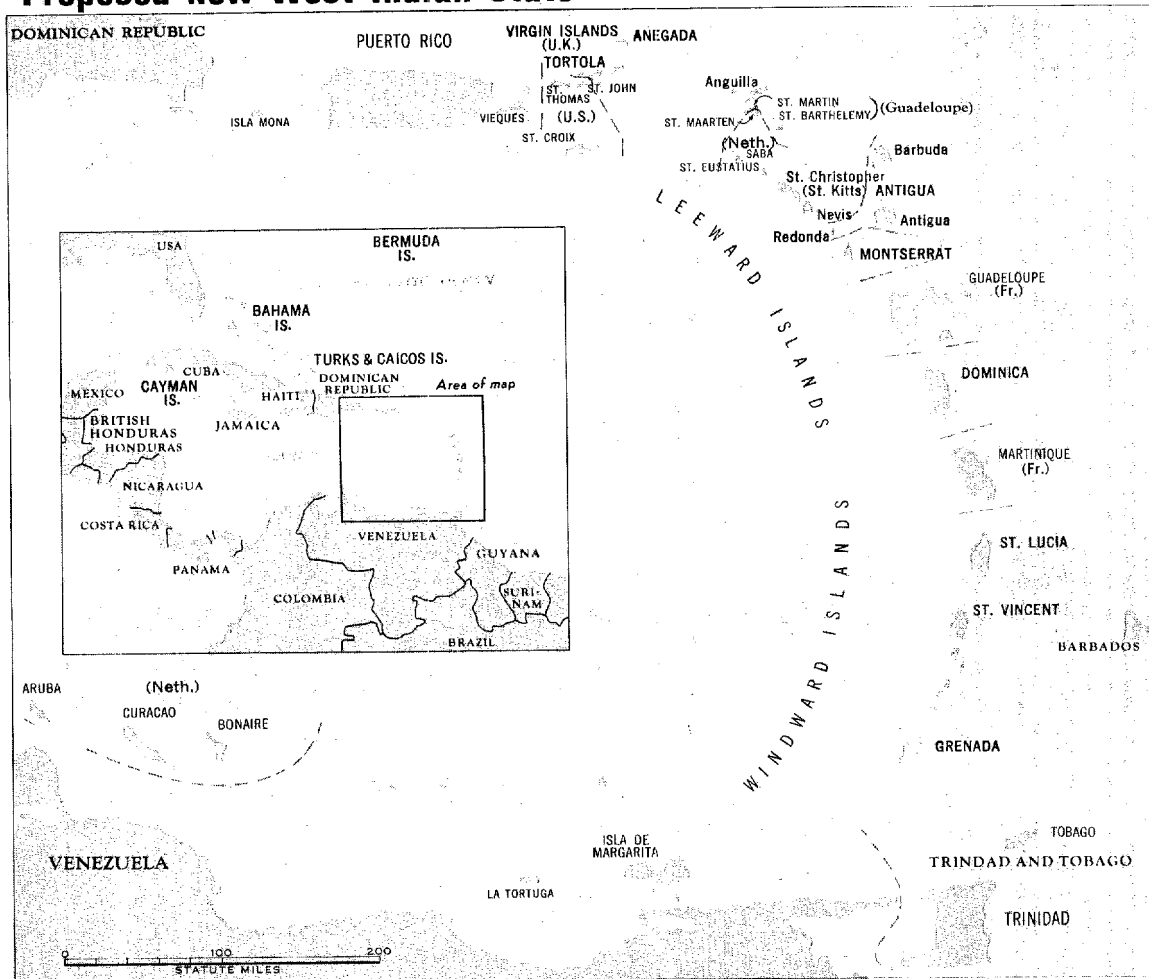 Proposed New West Indian State
DOMINICAN REPUBLIC
PUERTO RICO
VIRGIN ISLANDS
(U.K.)
ANEGADA
TORTOLA
ST. THOMAS
ST. JOHN
(U.S.)
ISLA MONA
VIEQUES
ST. CROIX
Anguilla
ST. MARTIN
ST. BARTHELEMY
(Guadeloupe)
ST. MAARTEN
(Neth.)
SABA
ST. EUSTATIUS
Barbuda
St. Christopher
(St. Kitts)
ANTIGUA
Nevis
Antigua
Redonda
MONTSERRAT
LEEWARD ISLANDS
GUADELOUPE
(Fr.)
DOMINICA
MARTINIQUE
(Fr.)
WINDWARD ISLANDS
ST. LUCIA
ST. VINCENT
BARBADOS
GRENADA
USA
BERMUDA
IS.
BAHAMA
IS.
TURKS & CAICOS IS.
CUBA
DOMINICAN
REPUBLIC
Area of map
MEXICO
CAYMAN
IS.
HAITI
JAMAICA
BRITISH
HONDURAS
HONDURAS
NICARAGUA
COSTA RICA
PANAMA
VENEZUELA
GUYANA
COLOMBIA
SURI-
NAM
BRAZIL
ARUBA
(Neth.)
CURACAO
BONAIRE
ISLA DE
MARGARITA
TOBAGO
VENEZUELA
TRINIDAD AND TOBAGO
LA TORTUGA
TRINIDAD
0 100 200
STATUTE MILES